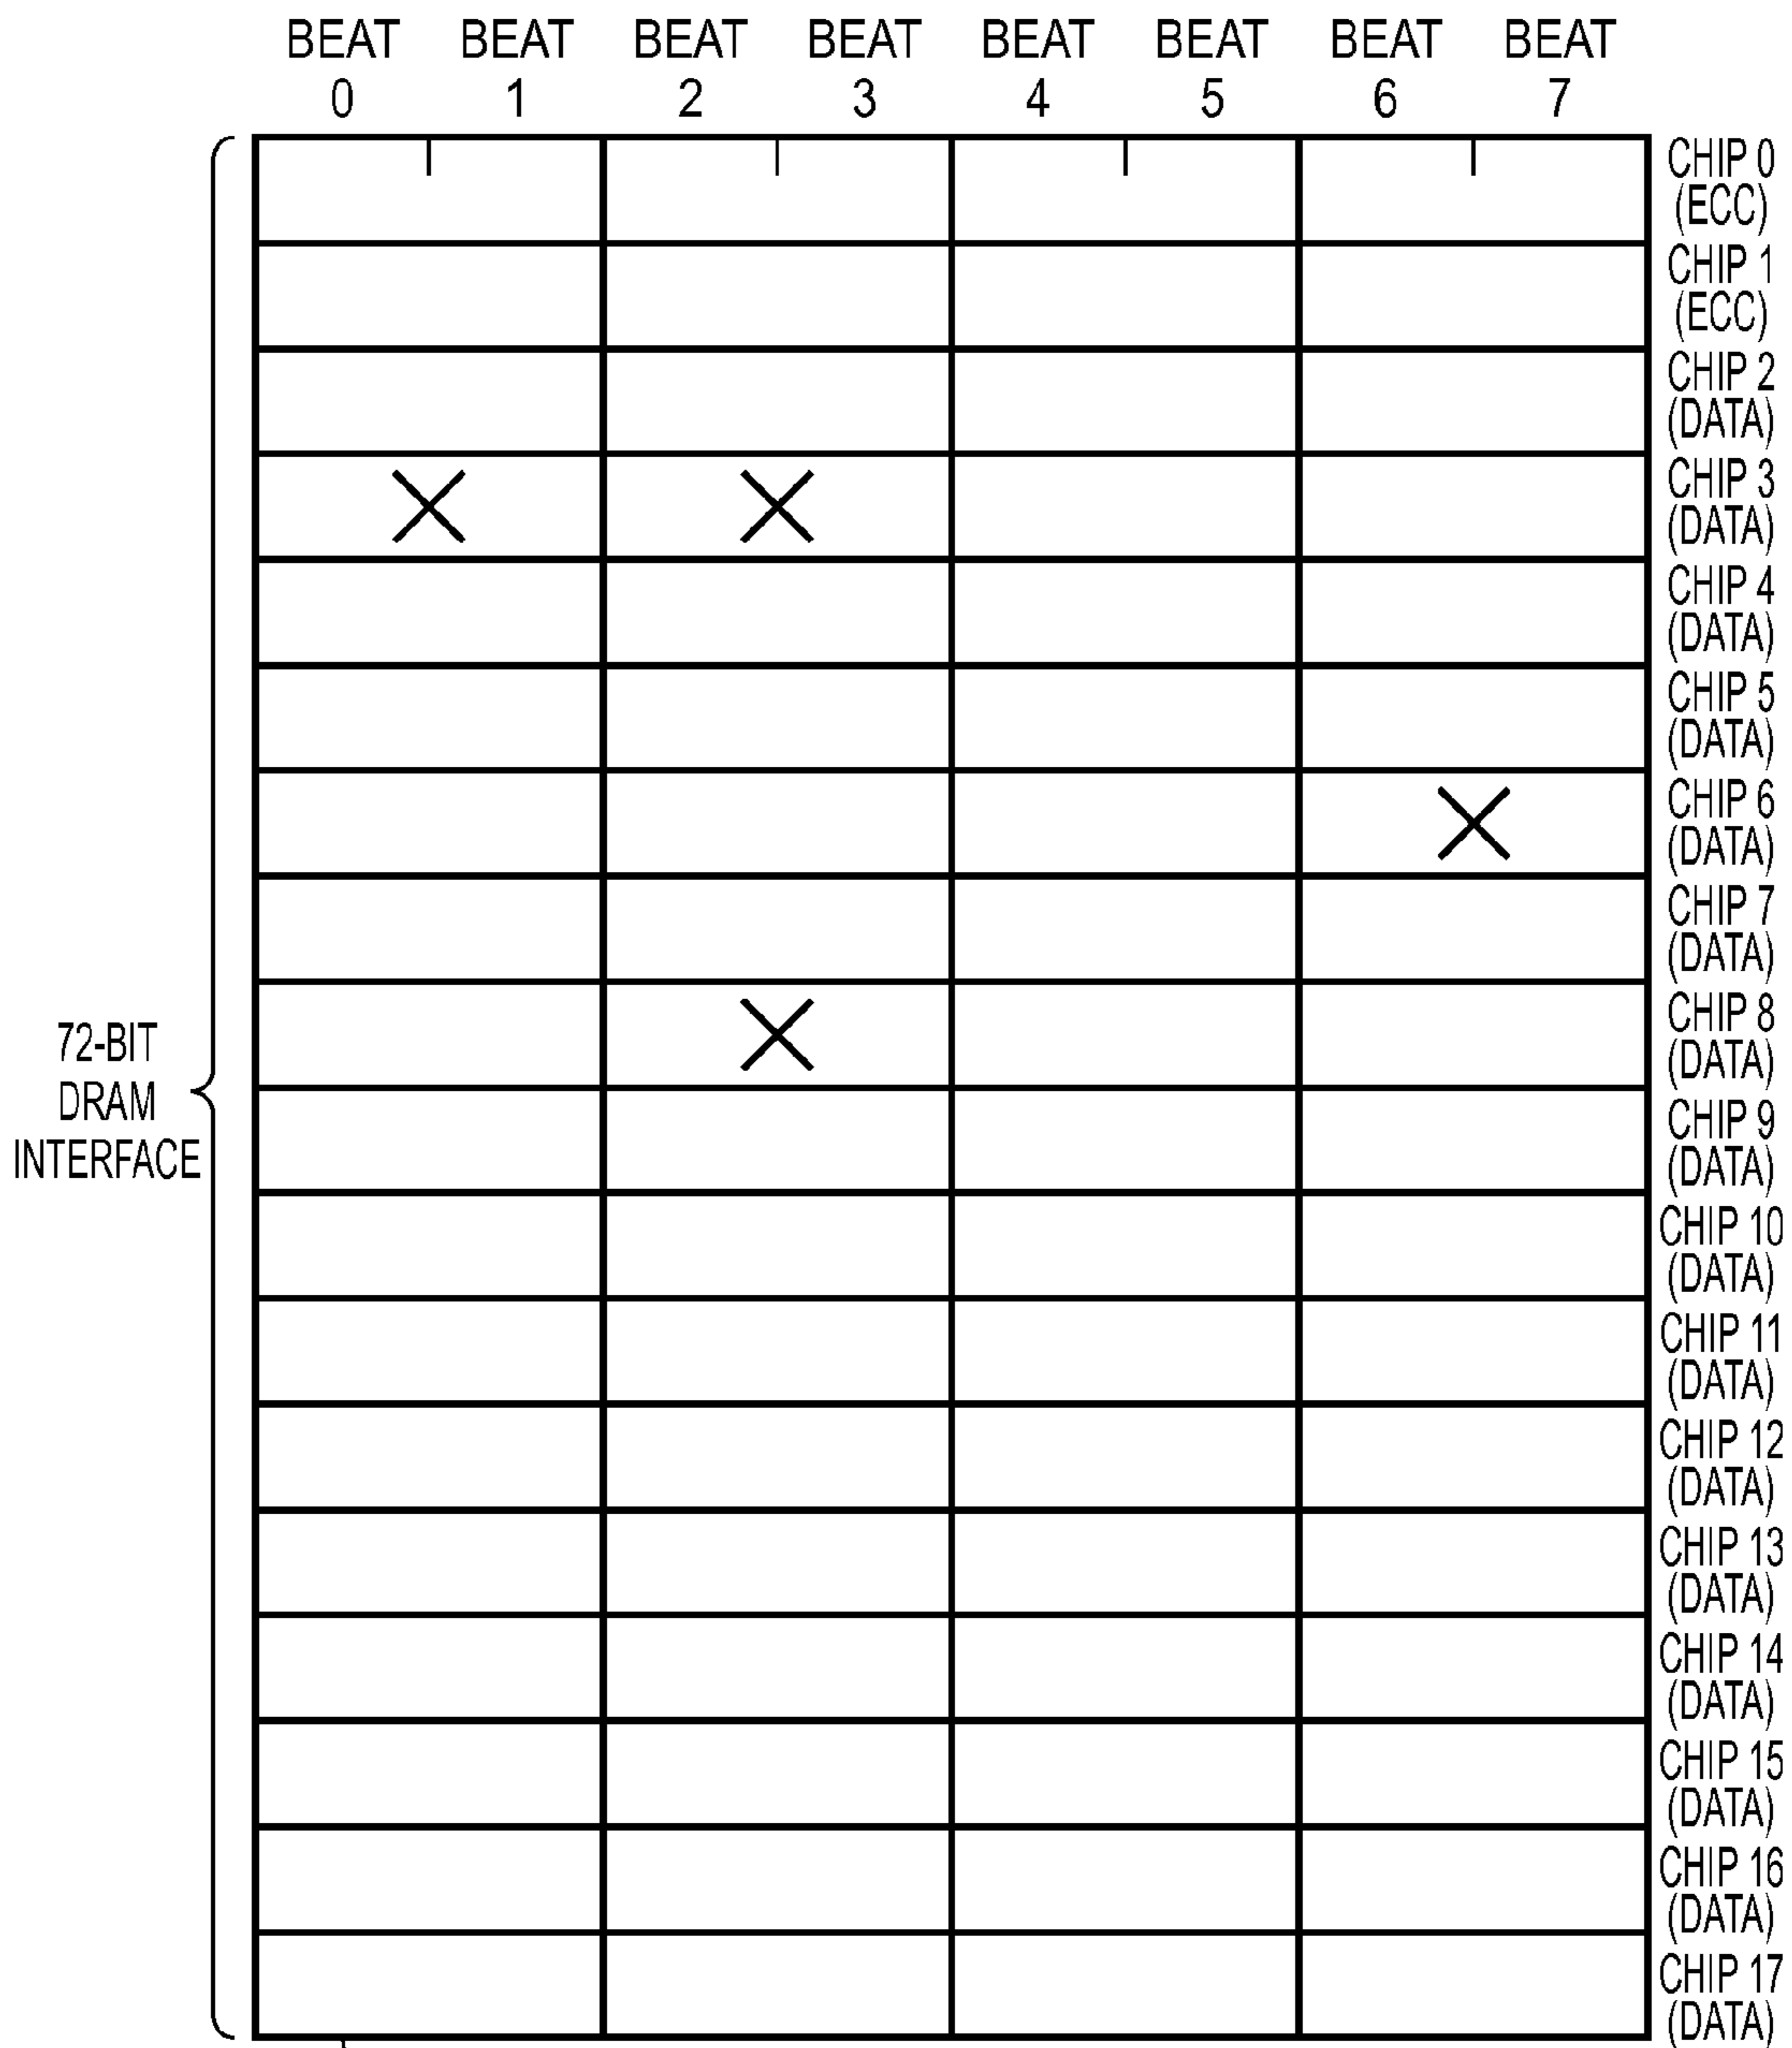 BEAT BEAT BEAT BEAT BEAT BEAT BEAT BEAT
0 1 2 3 4 5 6 7
CHIP 0
(ECC)
CHIP 1
(ECC)
CHIP 2
(DATA)
CHIP 3
(DATA)
CHIP 4
(DATA)
CHIP 5
(DATA)
CHIP 6
(DATA)
CHIP 7
(DATA)
72-BIT
DRAM
INTERFACE
CHIP 8
(DATA)
CHIP 9
(DATA)
CHIP 10
(DATA)
CHIP 11
(DATA)
CHIP 12
(DATA)
CHIP 13
(DATA)
CHIP 14
(DATA)
CHIP 15
(DATA)
CHIP 16
(DATA)
CHIP 17
(DATA)